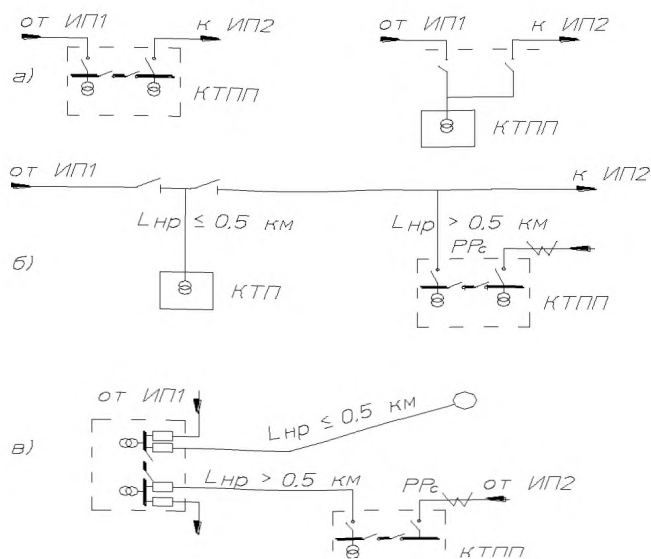 от ИП1
к ИП2
от ИП1
к ИП2
а)
КТПП
КТПП
от ИП1
к ИП2
Lнр ≤ 0.5 км
Lнр > 0.5 км
РРс
б)
КТП
КТПП
от ИП1
Lнр ≤ 0.5 км
в)
Lнр > 0.5 км
РРс
от ИП2
КТПП